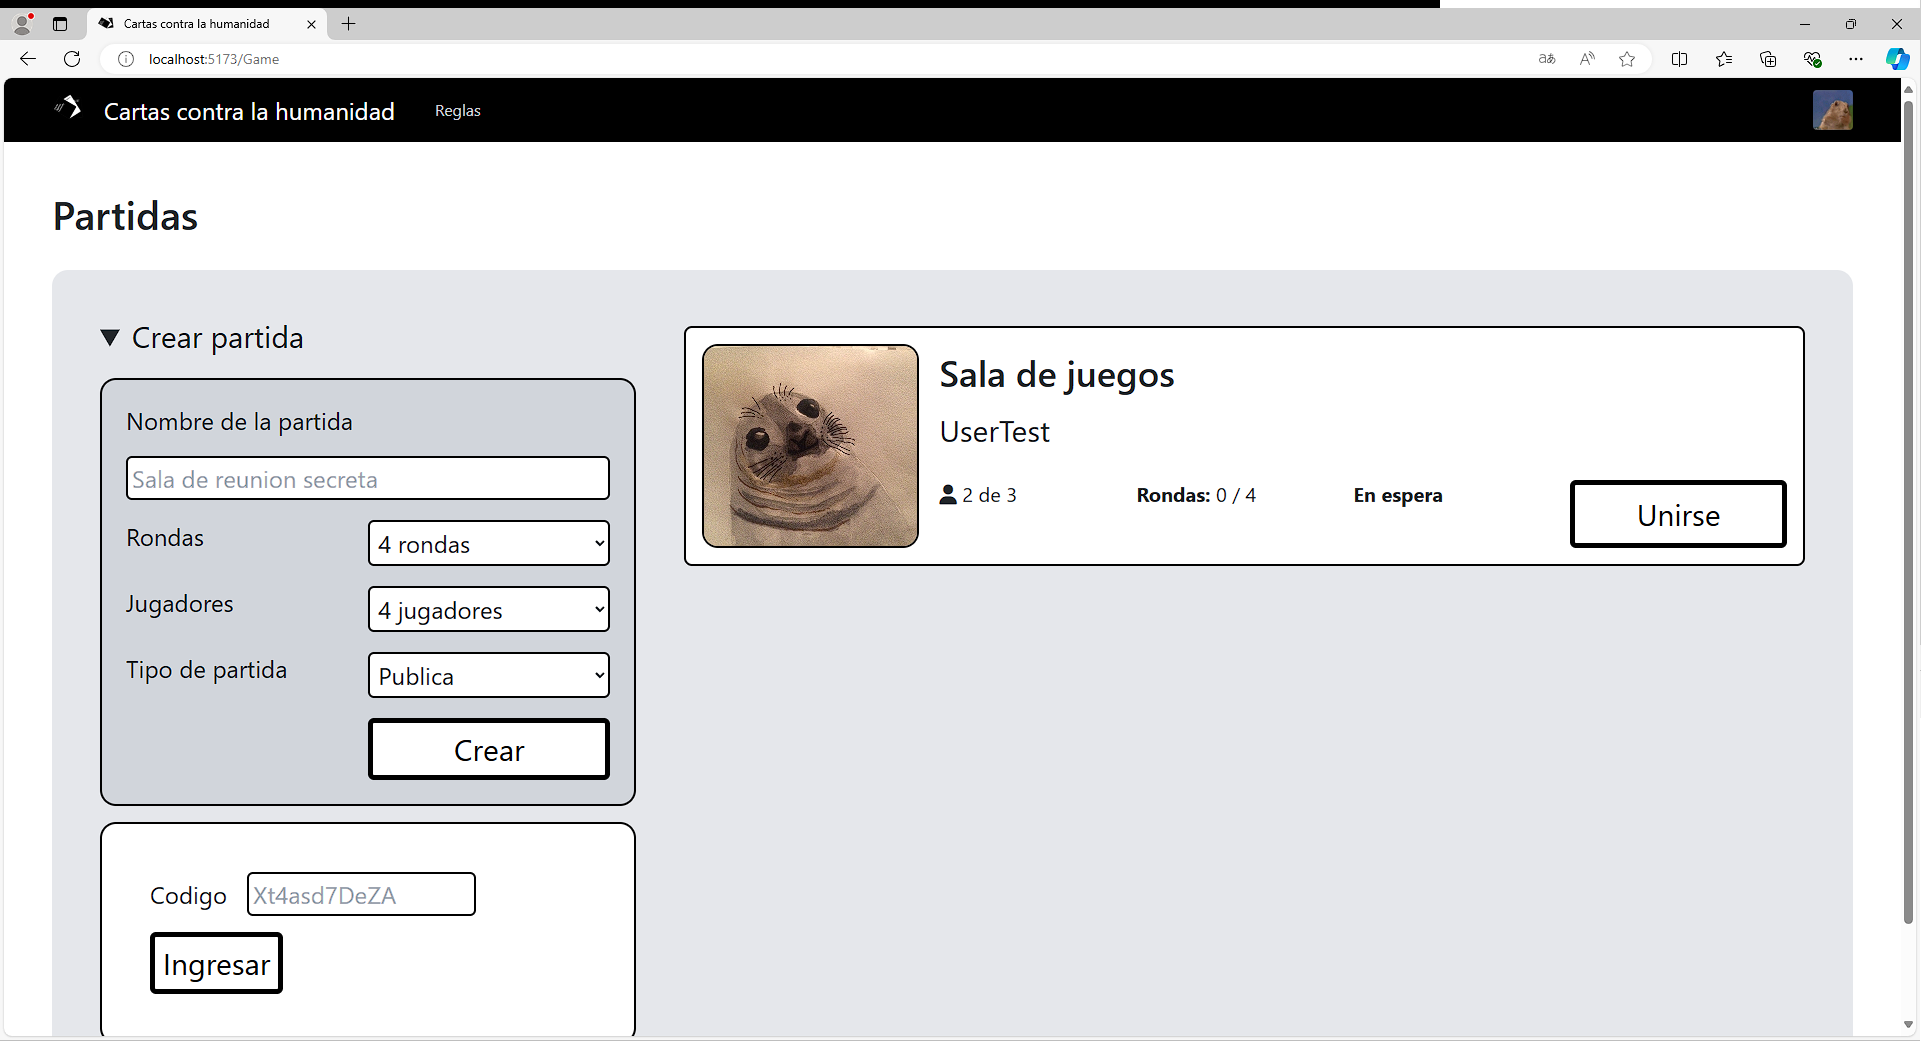 Cartas contra la humanidad
localhost:5173/Game
Cartas contra la humanidad
Reglas
Partidas
▼ Crear partida
Nombre de la partida
Sala de reunion secreta
Rondas
4 rondas
Jugadores
4 jugadores
Tipo de partida
Publica
Crear
Codigo
Xt4asd7DeZA
Ingresar
Sala de juegos
UserTest
2 de 3
Rondas: 0 / 4
En espera
Unirse